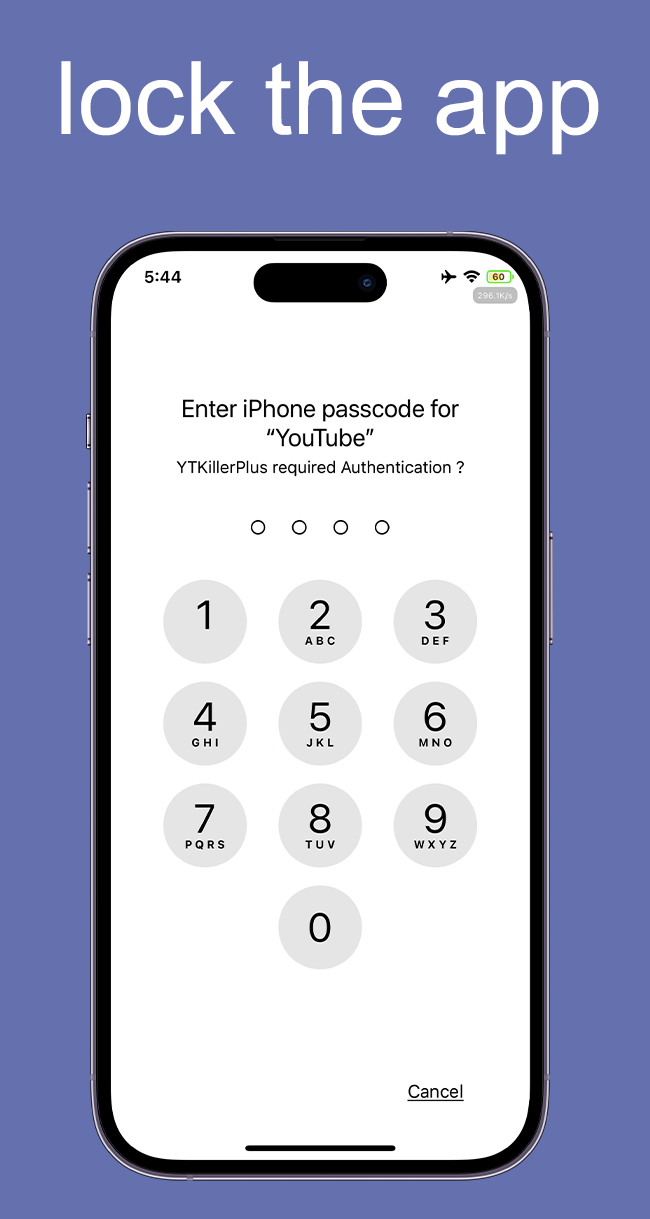 lock the app
5:44
60
296.1K/s
Enter iPhone passcode for
“YouTube”
YTKillerPlus required Authentication ?
1
2
ABC
3
DEF
4
GHI
5
JKL
6
MNO
7
PQRS
8
TUV
9
WXYZ
0
Cancel